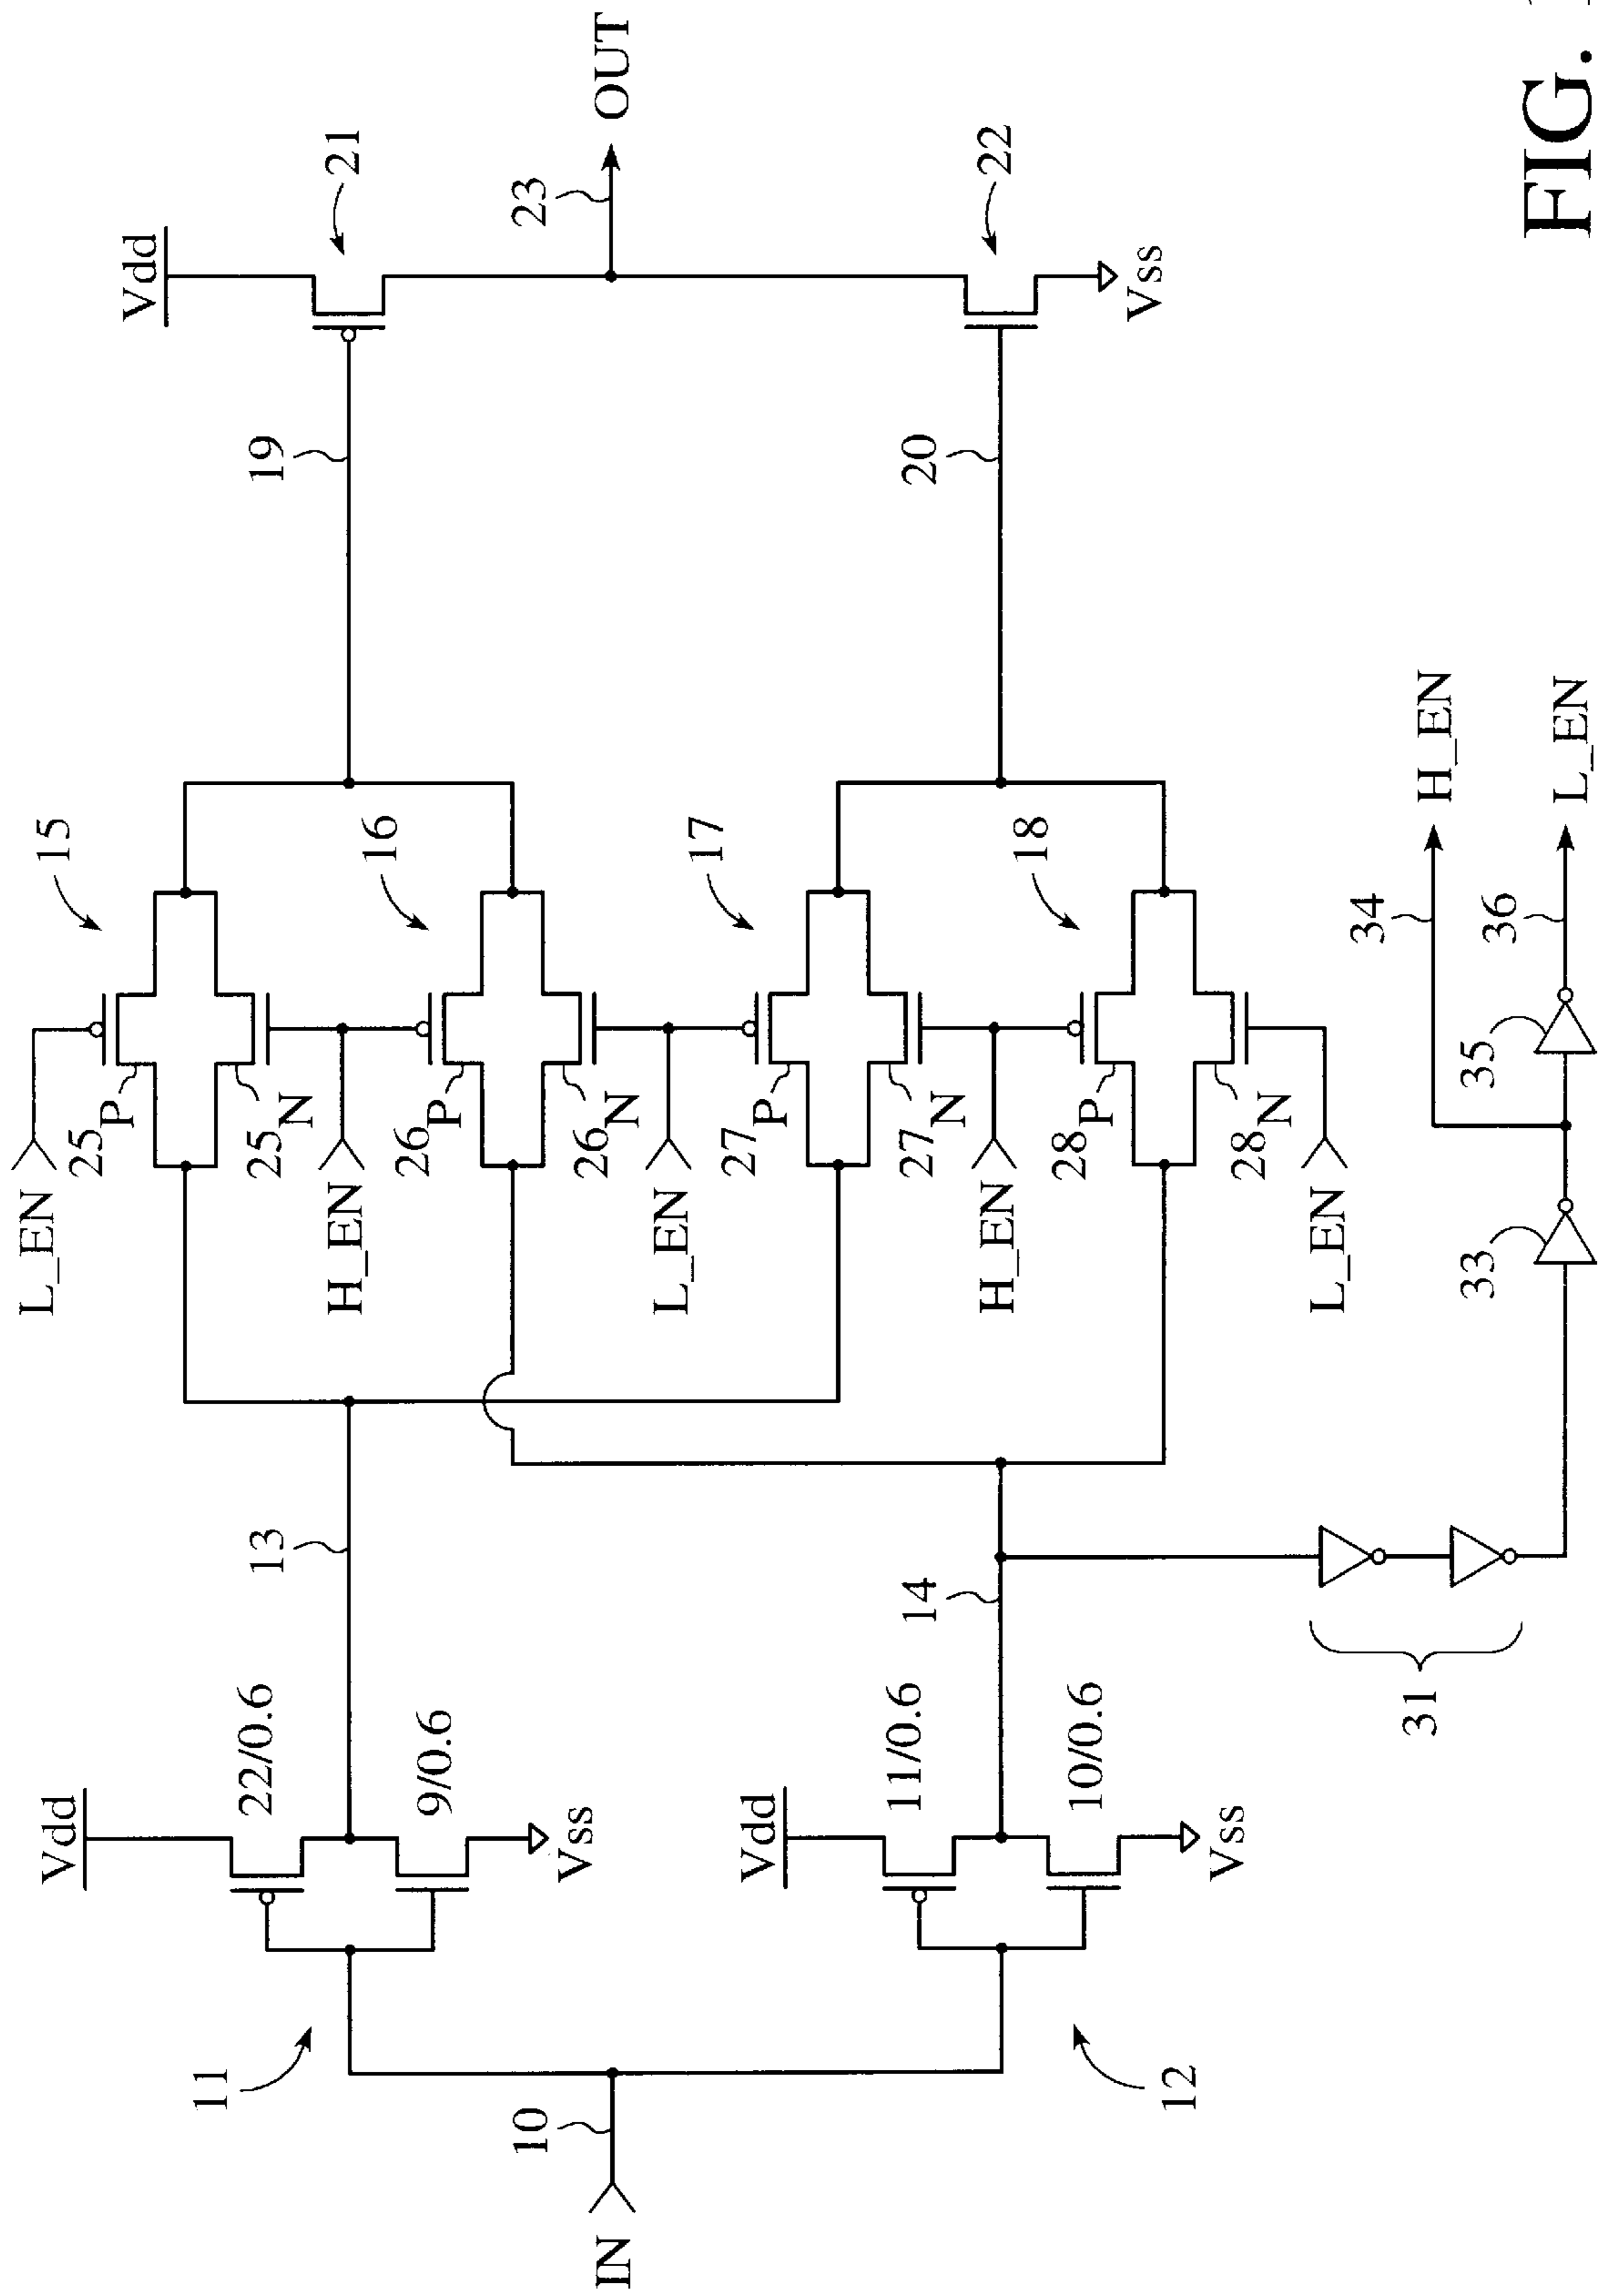 Vdd
21
OUT
23
22
Vss
19
20
15
16
17
18
L_EN
25P
25N
H_EN
26P
26N
L_EN
27P
27N
H_EN
28P
28N
L_EN
34
H_EN
36
L_EN
35
33
13
14
31
Vdd
22/0.6
9/0.6
Vss
Vdd
11/0.6
10/0.6
Vss
11
12
10
IN
FIG.